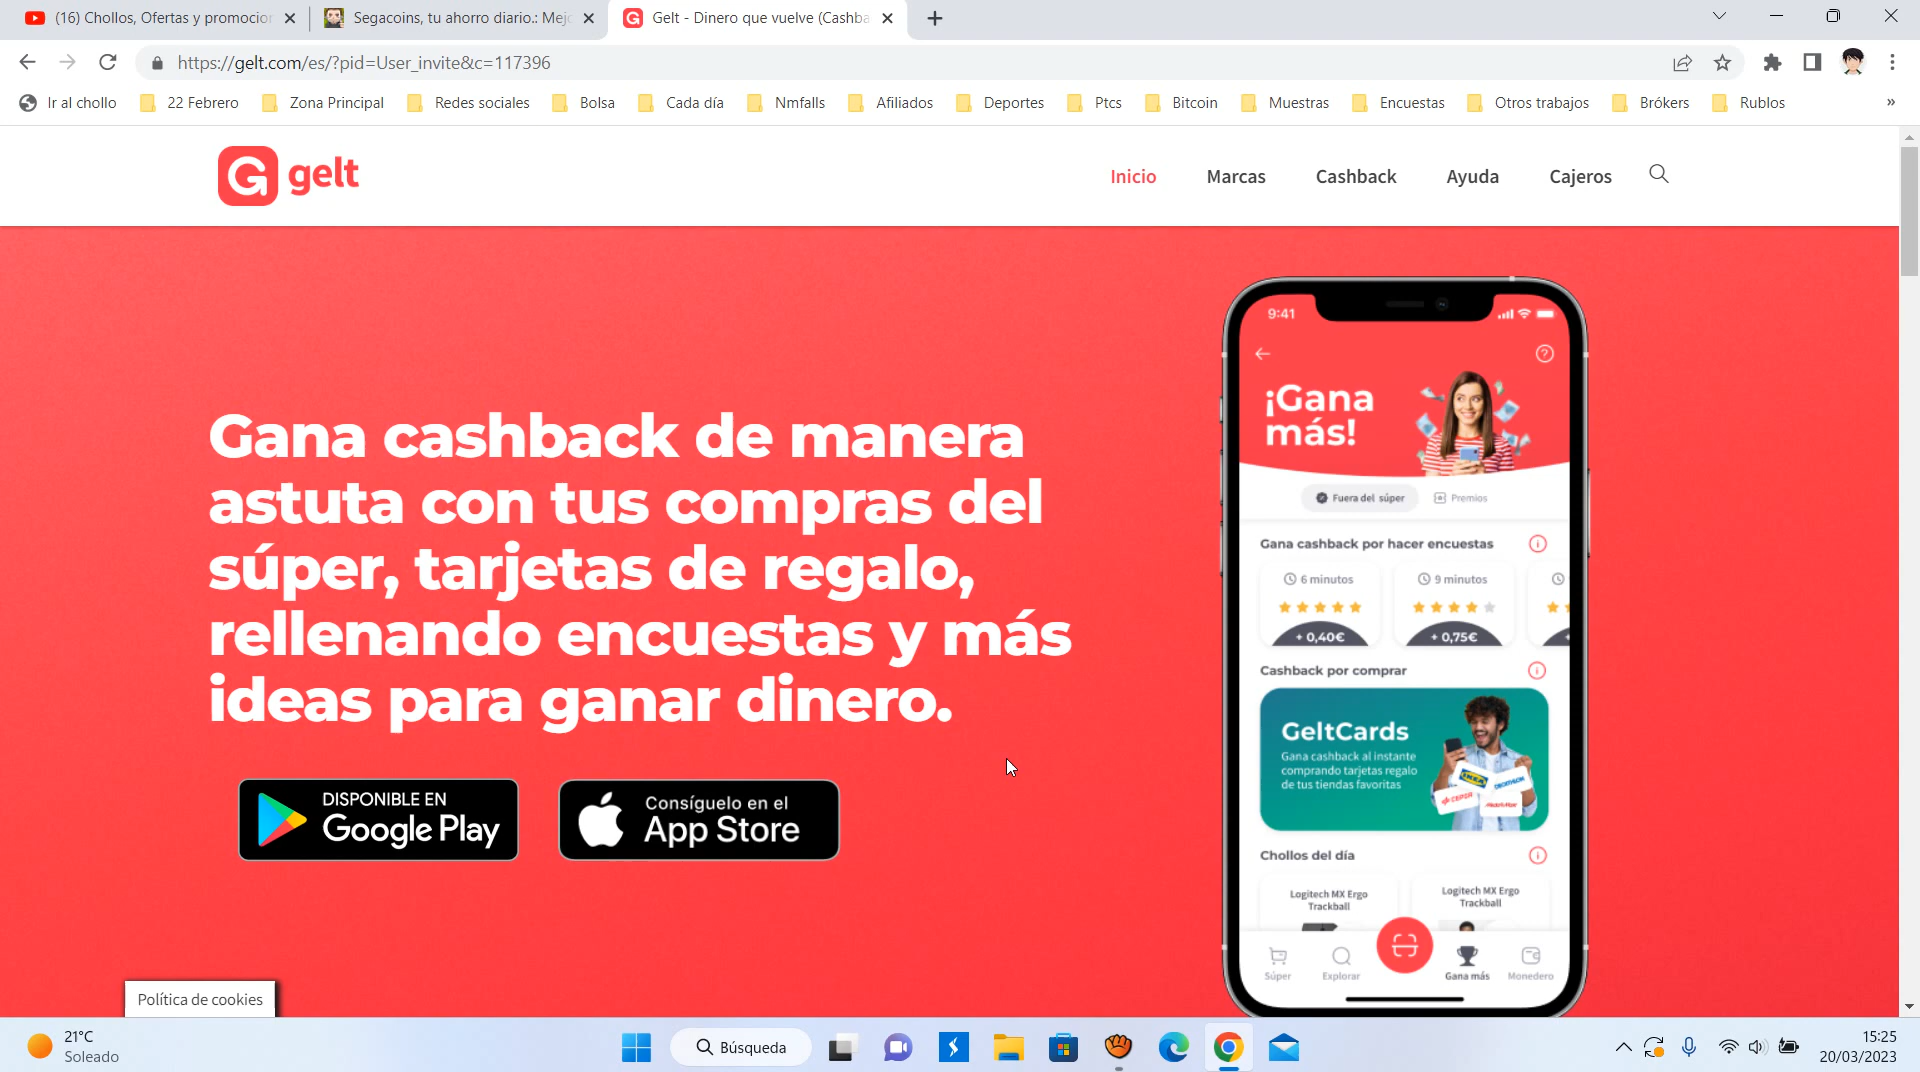 (16) Chollos, Ofertas y promocion
Segacoins, tu ahorro diario.: Mejo
Gelt - Dinero que vuelve (Cashba
https://gelt.com/es/?pid=User_invite&c=117396
Ir al chollo
22 Febrero
Zona Principal
Redes sociales
Bolsa
Cada día
Nmfalls
Afiliados
Deportes
Ptcs
Bitcoin
Muestras
Encuestas
Otros trabajos
Brókers
Rublos
»
G gelt
Inicio
Marcas
Cashback
Ayuda
Cajeros
Gana cashback de manera
astuta con tus compras del
súper, tarjetas de regalo,
rellenando encuestas y más
ideas para ganar dinero.
DISPONIBLE EN
Google Play
Consíguelo en el
App Store
9:41
¡Gana
más!
Fuera del súper
Premios
Gana cashback por hacer encuestas
6 minutos
9 minutos
+ 0,40€
+ 0,75€
Cashback por comprar
GeltCards
Gana cashback al instante
comprando tarjetas regalo
de tus tiendas favoritas
IKEA
DECATHLON
CEPSA
MediaMarkt
Chollos del día
Logitech MX Ergo
Trackball
Logitech MX Ergo
Trackball
Súper
Explorar
Gana más
Monedero
Política de cookies
21°C
Soleado
Búsqueda
15:25
20/03/2023